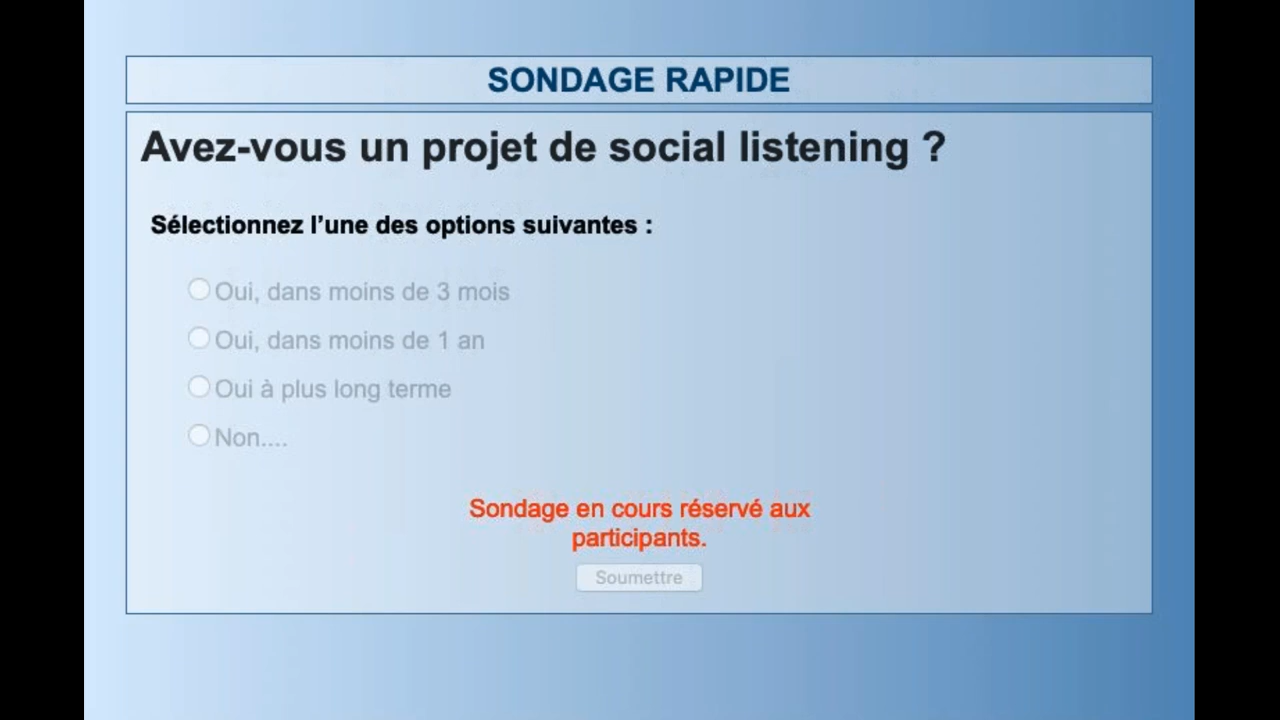 SONDAGE RAPIDE
Avez-vous un projet de social listening ?
Sélectionnez l’une des options suivantes :
Oui, dans moins de 3 mois
Oui, dans moins de 1 an
Oui à plus long terme
Non....
Sondage en cours réservé aux
participants.
Soumettre